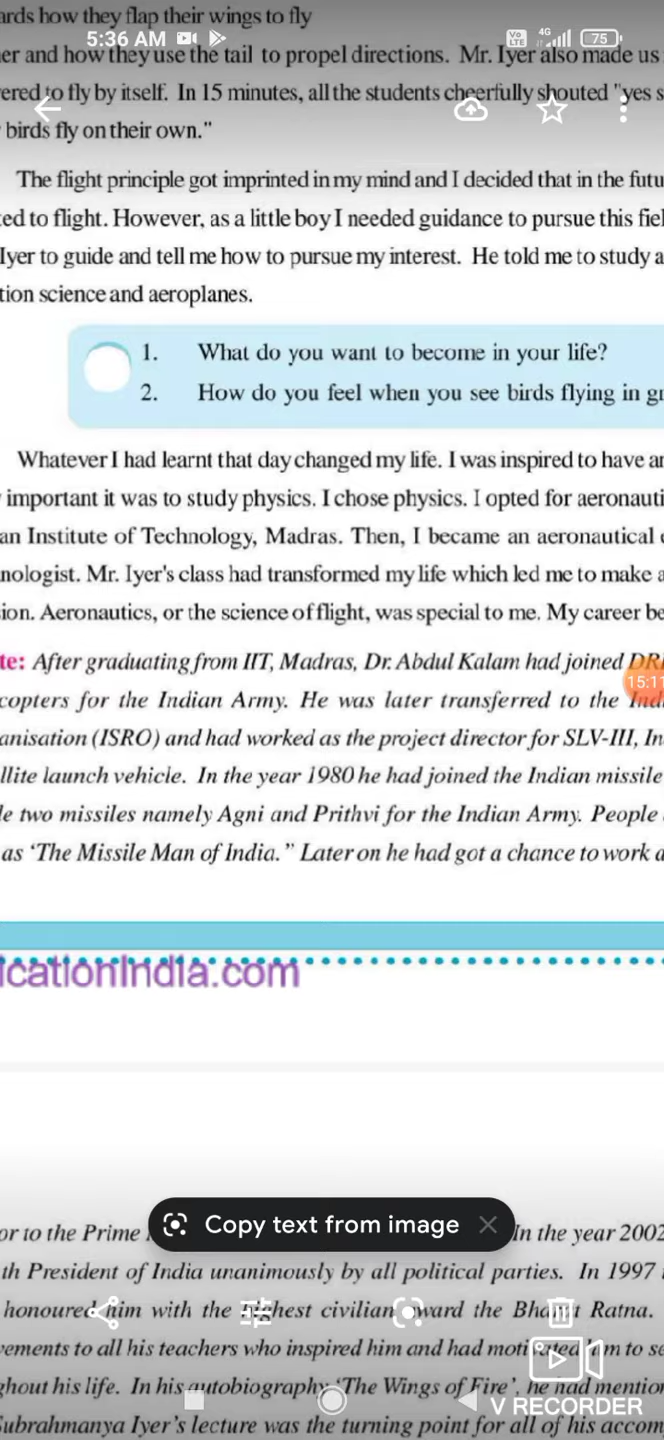 ards how they flap their wings to fly
5:36 AM Vo LTE 4G 75
er and how they use the tail to propel directions. Mr. Iyer also made us
ered to fly by itself. In 15 minutes, all the students cheerfully shouted "yes s
birds fly on their own."
The flight principle got imprinted in my mind and I decided that in the futu
ted to flight. However, as a little boy I needed guidance to pursue this fiel
Iyer to guide and tell me how to pursue my interest. He told me to study a
tion science and aeroplanes.
1. What do you want to become in your life?
2. How do you feel when you see birds flying in gr
Whatever I had learnt that day changed my life. I was inspired to have an
important it was to study physics. I chose physics. I opted for aeronauti
an Institute of Technology, Madras. Then, I became an aeronautical e
nologist. Mr. Iyer's class had transformed my life which led me to make a
ion. Aeronautics, or the science of flight, was special to me. My career be
te: After graduating from IIT, Madras, Dr. Abdul Kalam had joined DR
15:11
copters for the Indian Army. He was later transferred to the Indi
anisation (ISRO) and had worked as the project director for SLV-III, In
llite launch vehicle. In the year 1980 he had joined the Indian missile
le two missiles namely Agni and Prithvi for the Indian Army. People
as ‘The Missile Man of India.” Later on he had got a chance to work a
icationIndia.com
Copy text from image
or to the Prime In the year 2002
th President of India unanimously by all political parties. In 1997
honoured him with the highest civilian award the Bharat Ratna.
vements to all his teachers who inspired him and had motivated him to se
ghout his life. In his autobiography ‘The Wings of Fire’, he had mention
V RECORDER
Subrahmanya Iyer’s lecture was the turning point for all of his accom